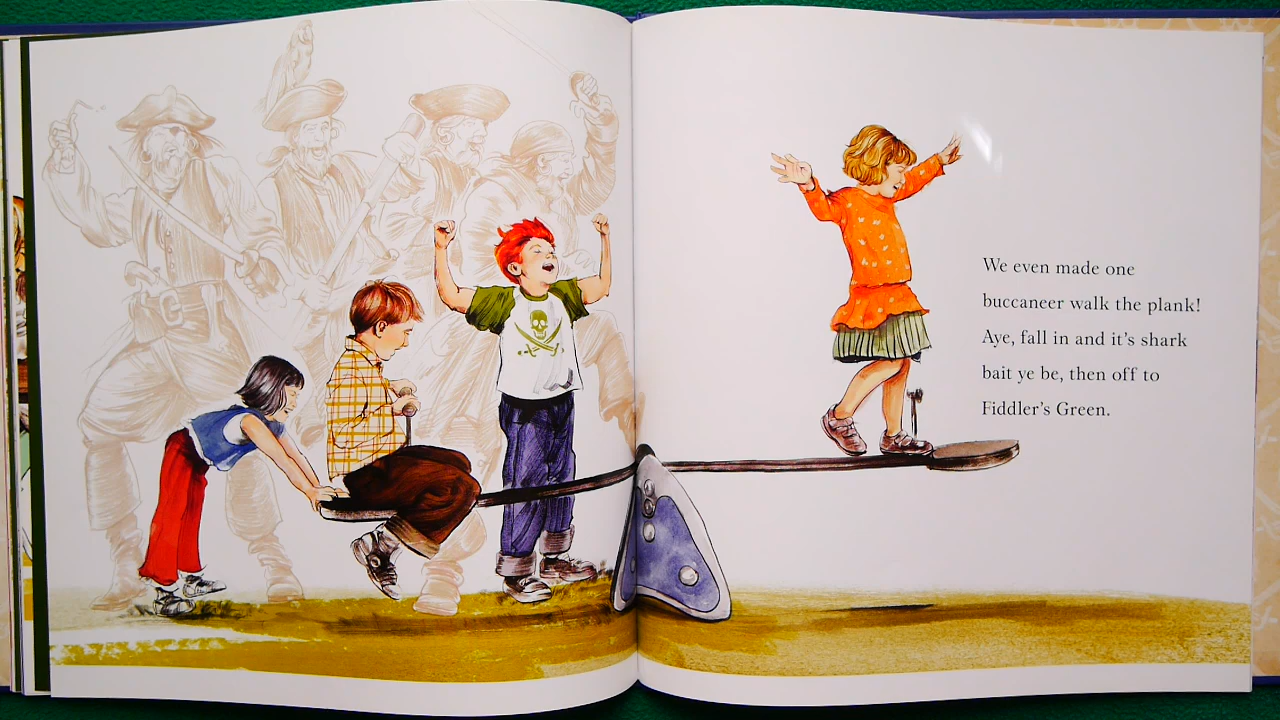 We even made one
buccaneer walk the plank!
Aye, fall in and it’s shark
bait ye be, then off to
Fiddler’s Green.